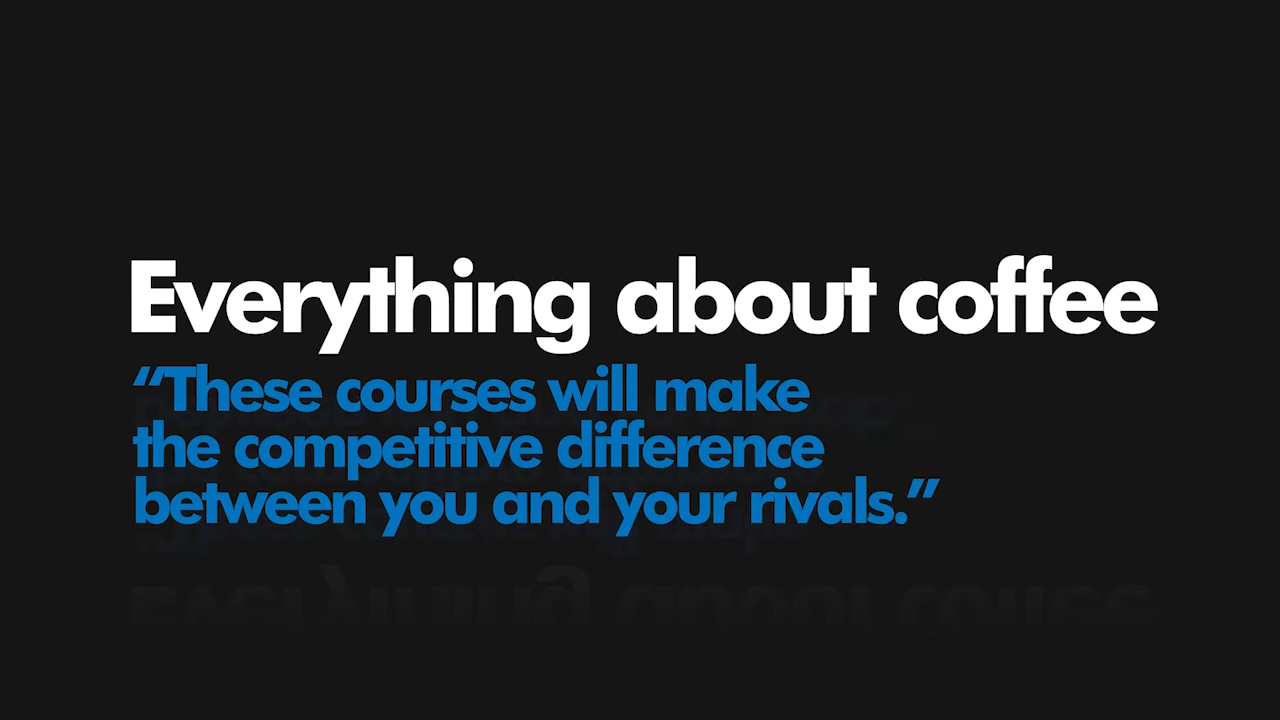 Everything about coffee
“These courses will make
the competitive difference
between you and your rivals.”